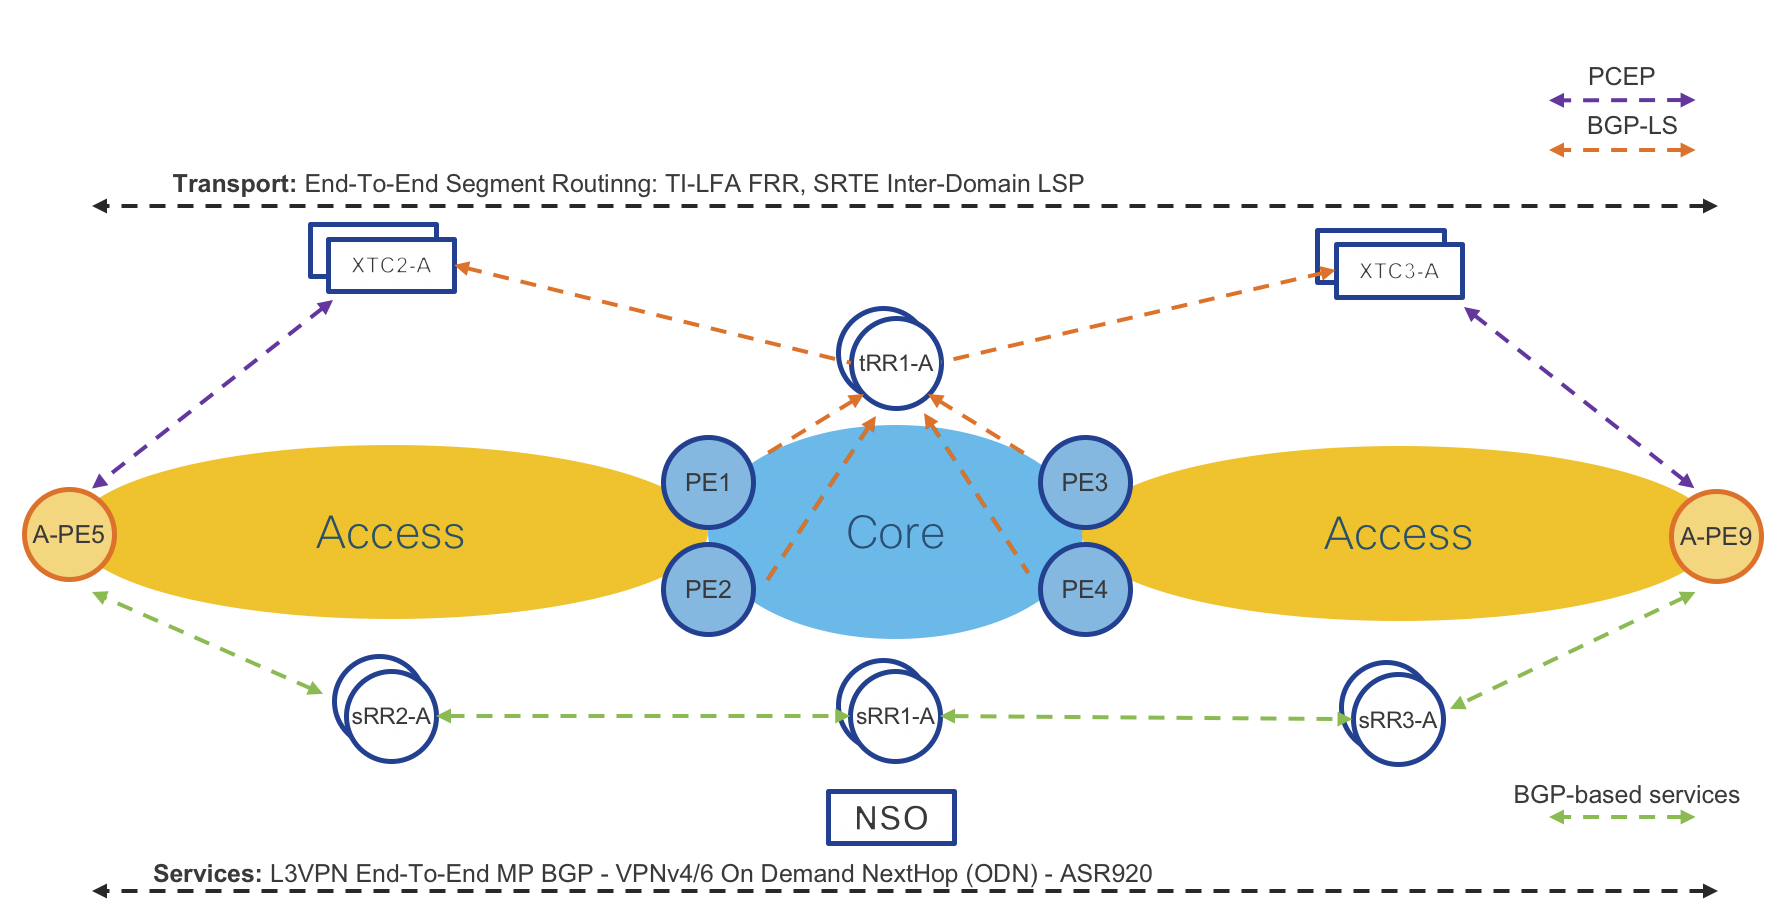 PCEP
BGP-LS
Transport: End-To-End Segment Routinng: TI-LFA FRR, SRTE Inter-Domain LSP
XTC2-A
XTC3-A
tRR1-A
PE1
PE3
A-PE5
Access
Core
Access
A-PE9
PE2
PE4
sRR2-A
sRR1-A
sRR3-A
NSO
BGP-based services
Services: L3VPN End-To-End MP BGP - VPNv4/6 On Demand NextHop (ODN) - ASR920